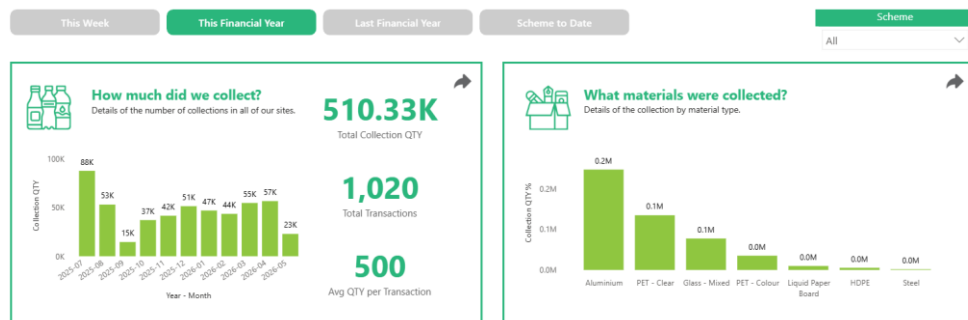 This Week
This Financial Year
Last Financial Year
Scheme to Date
Scheme
All
How much did we collect?
Details of the number of collections in all of our sites.
510.33K
Total Collection QTY
1,020
Total Transactions
500
Avg QTY per Transaction
Collection QTY
100K
50K
0K
88K
53K
15K
37K
42K
51K
47K
44K
55K
57K
23K
2025-07
2025-08
2025-09
2025-10
2025-11
2025-12
2026-01
2026-02
2026-03
2026-04
2026-05
Year - Month
What materials were collected?
Details of the collection by material type.
Collection QTY %
0.2M
0.1M
0.0M
0.2M
0.1M
0.1M
0.0M
0.0M
0.0M
0.0M
Aluminium
PET - Clear
Glass - Mixed
PET - Colour
Liquid Paper
Board
HDPE
Steel